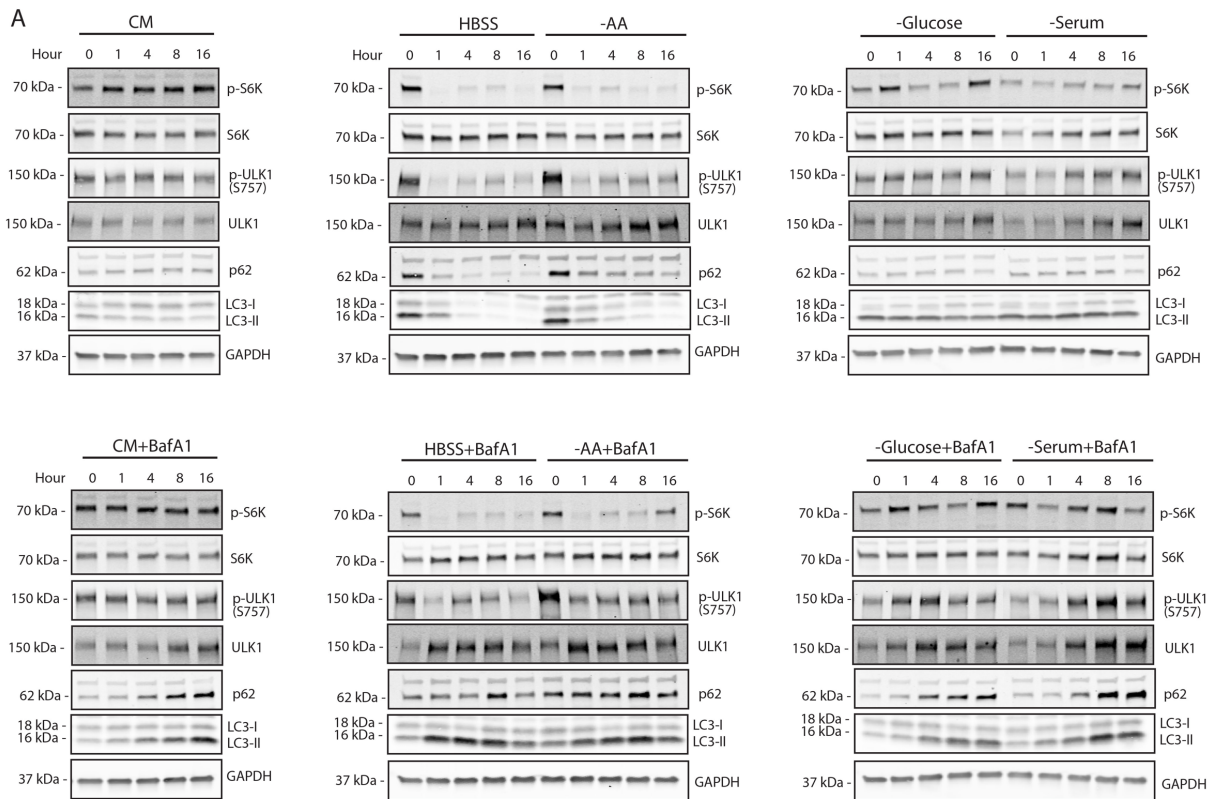 A
CM
Hour 0 1 4 8 16
70 kDa - p-S6K
70 kDa - S6K
150 kDa - p-ULK1
(S757)
150 kDa - ULK1
62 kDa - p62
18 kDa - LC3-I
16 kDa - LC3-II
37 kDa - GAPDH
HBSS -AA
Hour 0 1 4 8 16 0 1 4 8 16
70 kDa - p-S6K
70 kDa - S6K
150 kDa - p-ULK1
(S757)
150 kDa - ULK1
62 kDa - p62
18 kDa - LC3-I
16 kDa - LC3-II
37 kDa - GAPDH
-Glucose -Serum
Hour 0 1 4 8 16 0 1 4 8 16
70 kDa - p-S6K
70 kDa - S6K
150 kDa - p-ULK1
(S757)
150 kDa - ULK1
62 kDa - p62
18 kDa - LC3-I
16 kDa - LC3-II
37 kDa - GAPDH
CM+BafA1
Hour 0 1 4 8 16
70 kDa - p-S6K
70 kDa - S6K
150 kDa - p-ULK1
(S757)
150 kDa - ULK1
62 kDa - p62
18 kDa - LC3-I
16 kDa - LC3-II
37 kDa - GAPDH
HBSS+BafA1 -AA+BafA1
Hour 0 1 4 8 16 0 1 4 8 16
70 kDa - p-S6K
70 kDa - S6K
150 kDa - p-ULK1
(S757)
150 kDa - ULK1
62 kDa - p62
18 kDa - LC3-I
16 kDa - LC3-II
37 kDa - GAPDH
-Glucose+BafA1 -Serum+BafA1
Hour 0 1 4 8 16 0 1 4 8 16
70 kDa - p-S6K
70 kDa - S6K
150 kDa - p-ULK1
(S757)
150 kDa - ULK1
62 kDa - p62
18 kDa - LC3-I
16 kDa - LC3-II
37 kDa - GAPDH